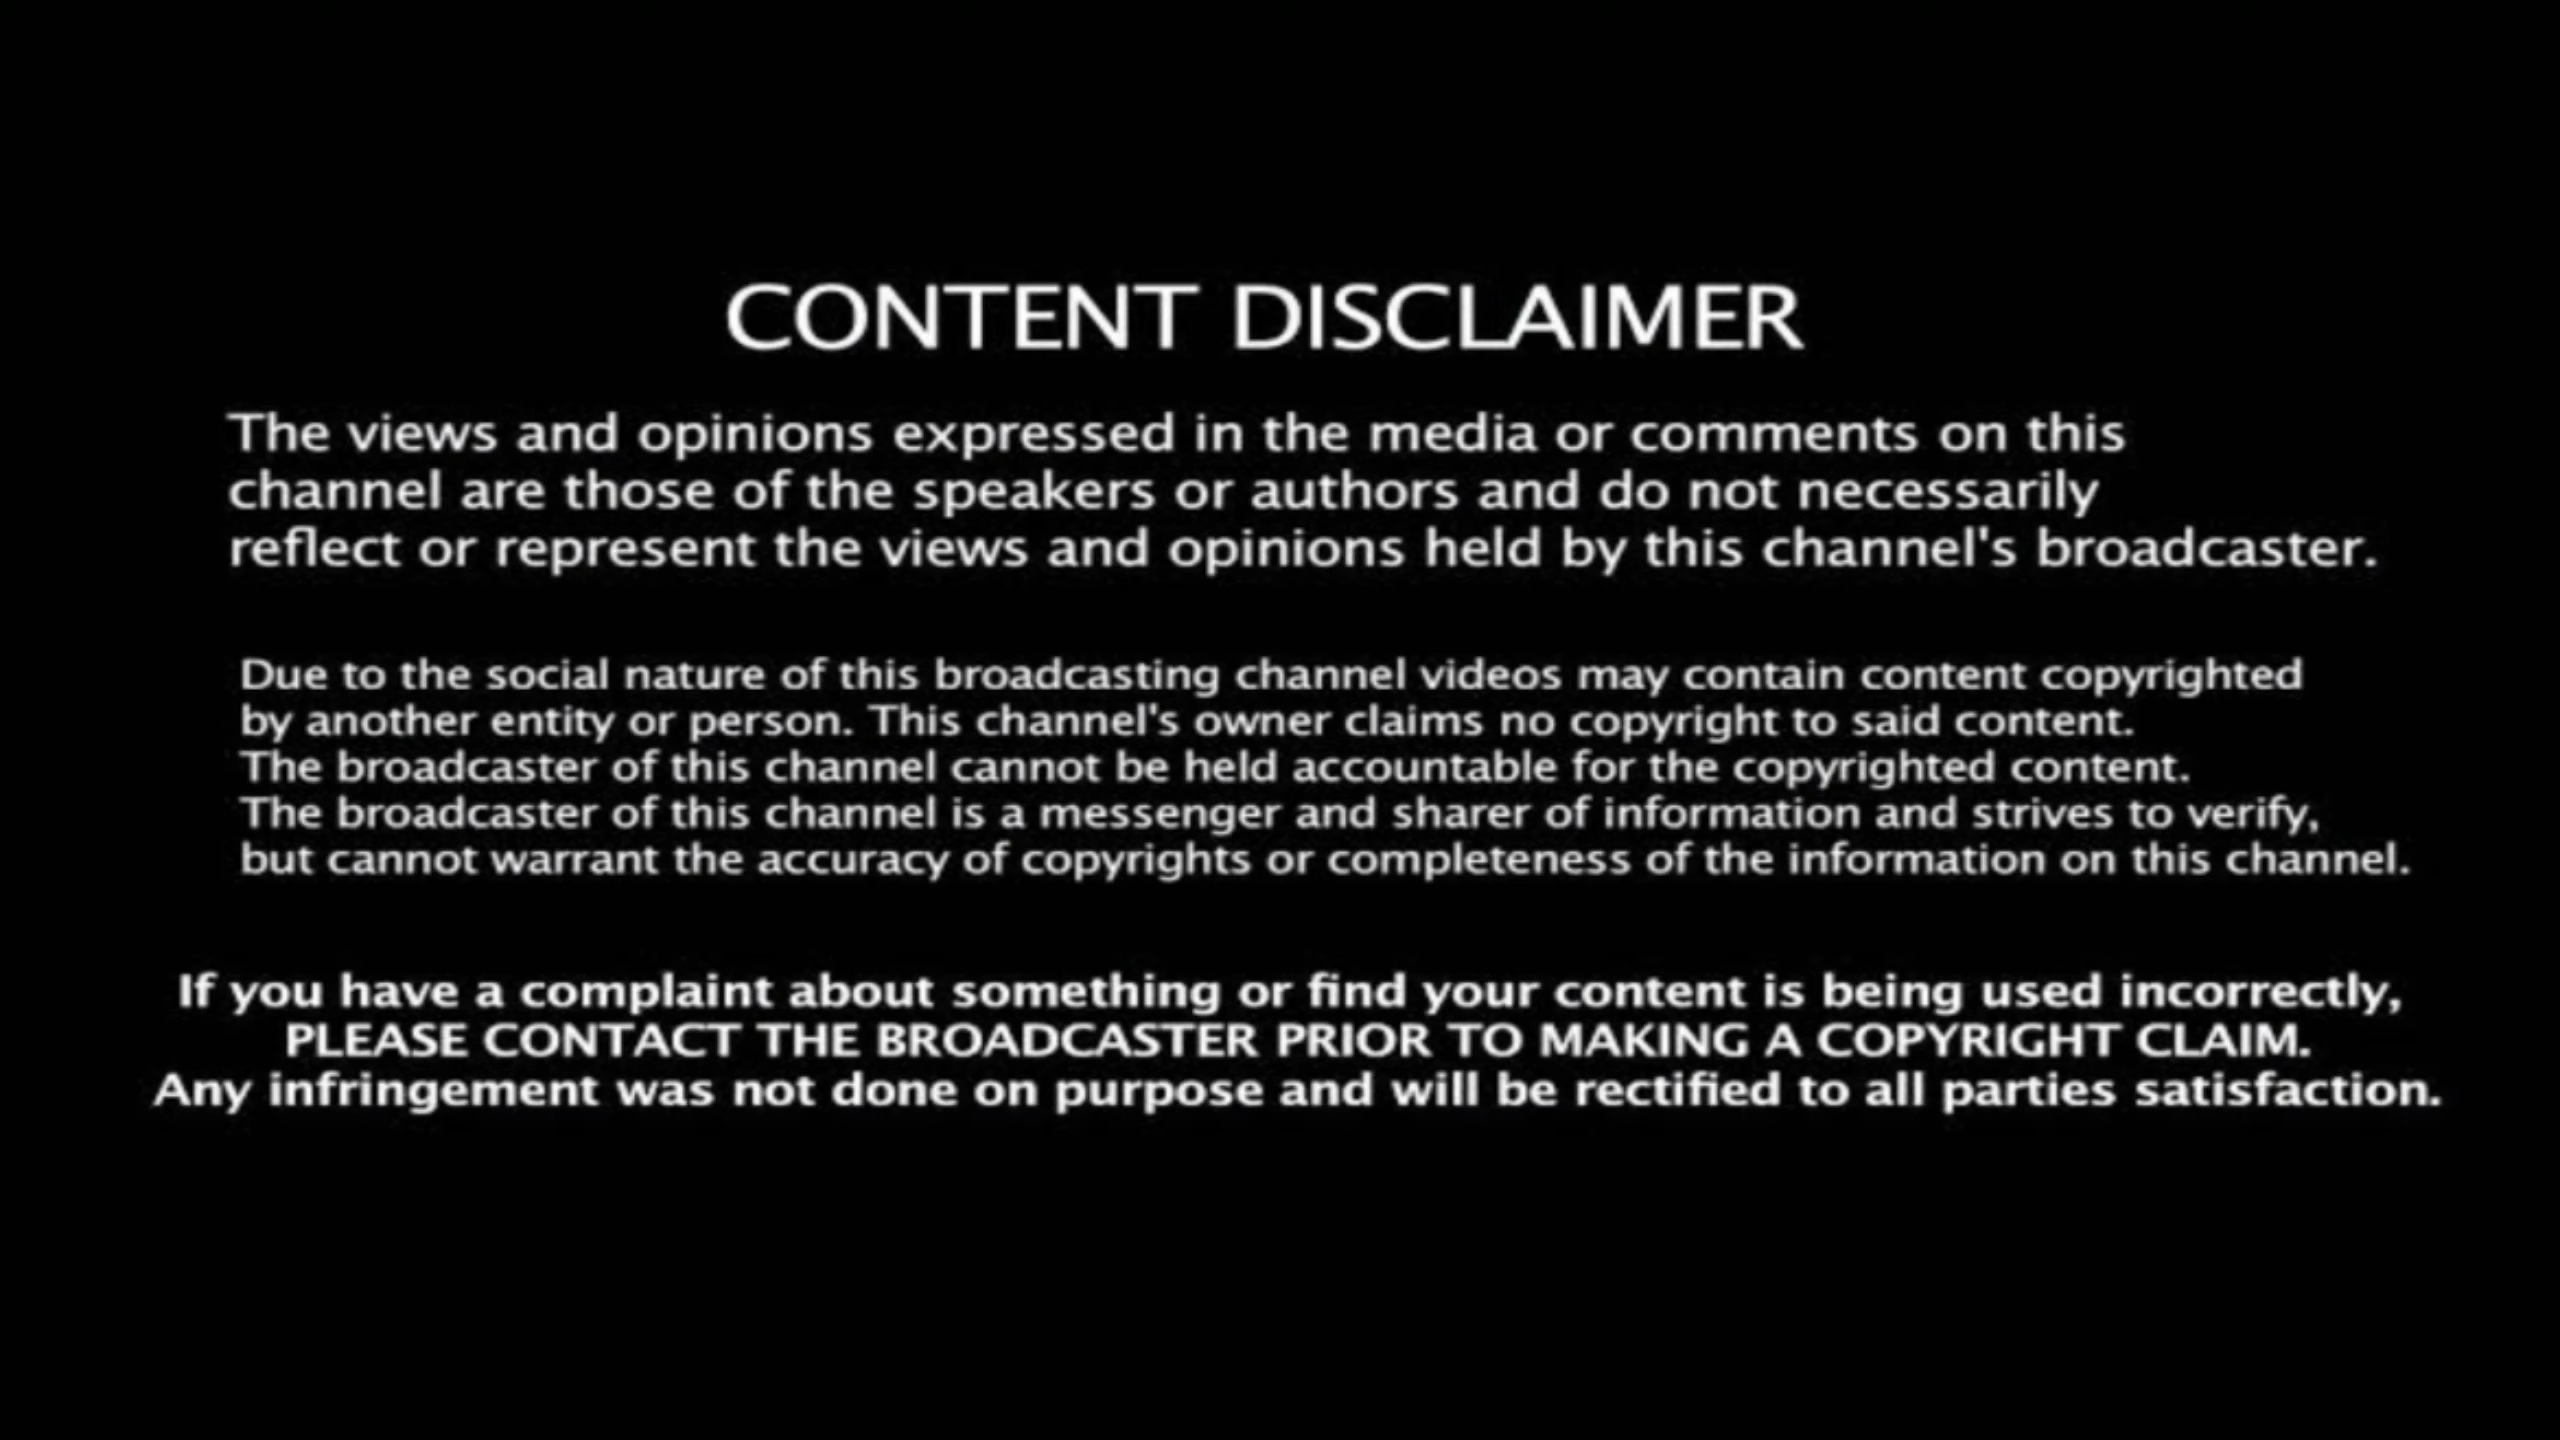 CONTENT DISCLAIMER
The views and opinions expressed in the media or comments on this
channel are those of the speakers or authors and do not necessarily
reflect or represent the views and opinions held by this channel's broadcaster.
Due to the social nature of this broadcasting channel videos may contain content copyrighted
by another entity or person. This channel's owner claims no copyright to said content.
The broadcaster of this channel cannot be held accountable for the copyrighted content.
The broadcaster of this channel is a messenger and sharer of information and strives to verify,
but cannot warrant the accuracy of copyrights or completeness of the information on this channel.
If you have a complaint about something or find your content is being used incorrectly,
PLEASE CONTACT THE BROADCASTER PRIOR TO MAKING A COPYRIGHT CLAIM.
Any infringement was not done on purpose and will be rectified to all parties satisfaction.